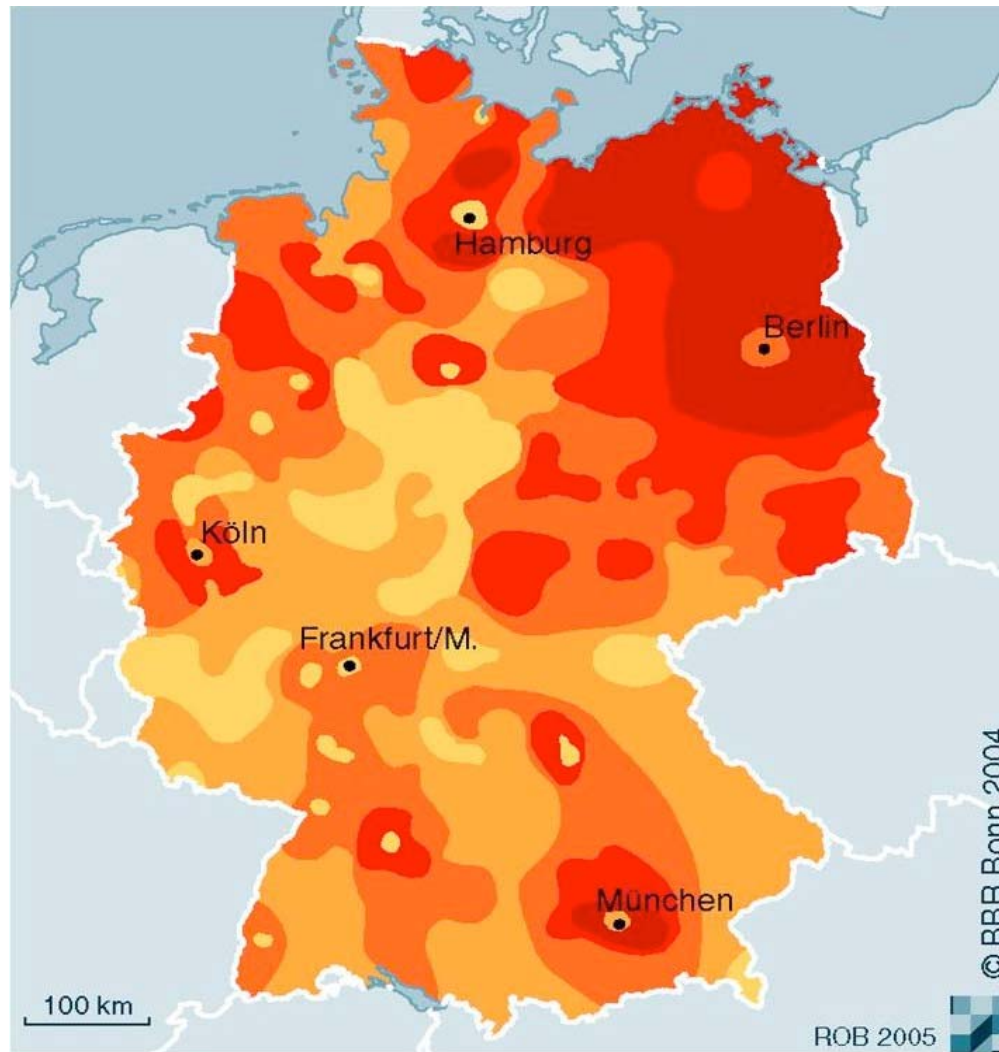 Hamburg
Berlin
Köln
Frankfurt/M.
München
100 km
ROB 2005
© BBR Bonn 2004